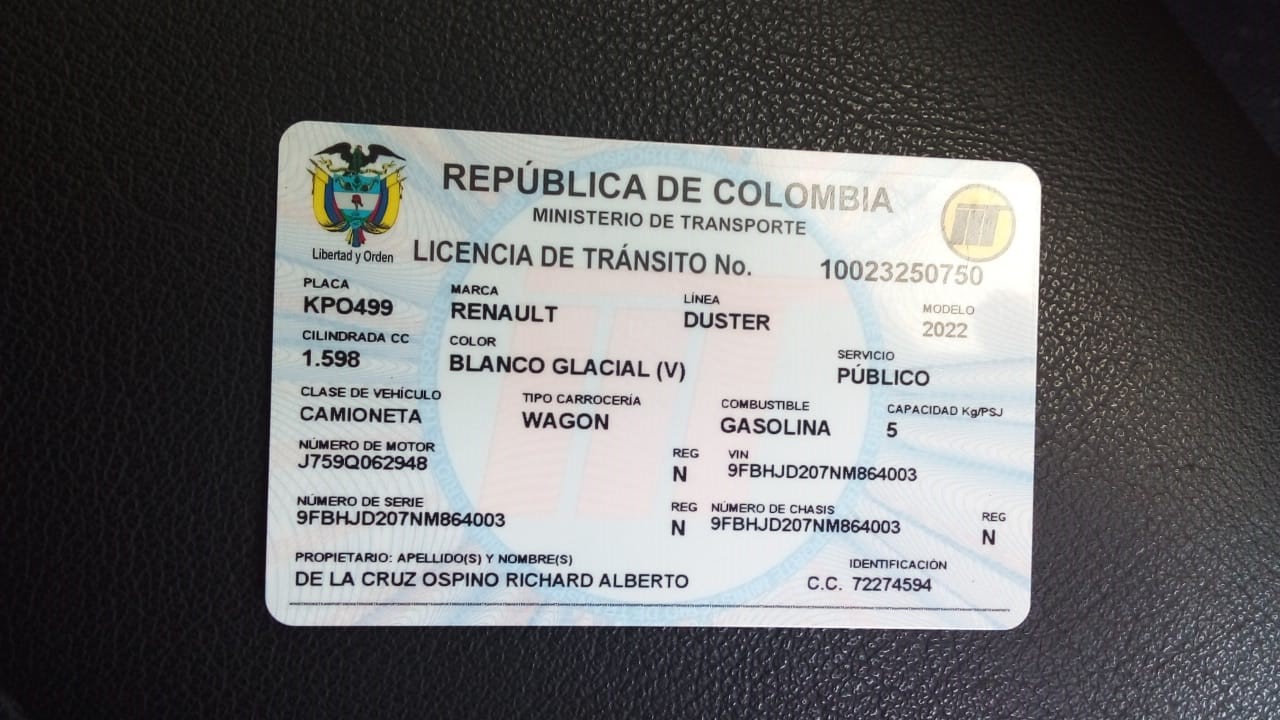 REPÚBLICA DE COLOMBIA
MINISTERIO DE TRANSPORTE
Libertad y Orden
LICENCIA DE TRÁNSITO No. 10023250750
PLACA MARCA LÍNEA MODELO
KPO499 RENAULT DUSTER 2022
CILINDRADA CC COLOR SERVICIO
1.598 BLANCO GLACIAL (V) PÚBLICO
CLASE DE VEHÍCULO TIPO CARROCERÍA COMBUSTIBLE CAPACIDAD Kg/PSJ
CAMIONETA WAGON GASOLINA 5
NÚMERO DE MOTOR REG VIN
J759Q062948 N 9FBHJD207NM864003
NÚMERO DE SERIE REG NÚMERO DE CHASIS REG
9FBHJD207NM864003 N 9FBHJD207NM864003 N
PROPIETARIO: APELLIDO(S) Y NOMBRE(S) IDENTIFICACIÓN
DE LA CRUZ OSPINO RICHARD ALBERTO C.C. 72274594